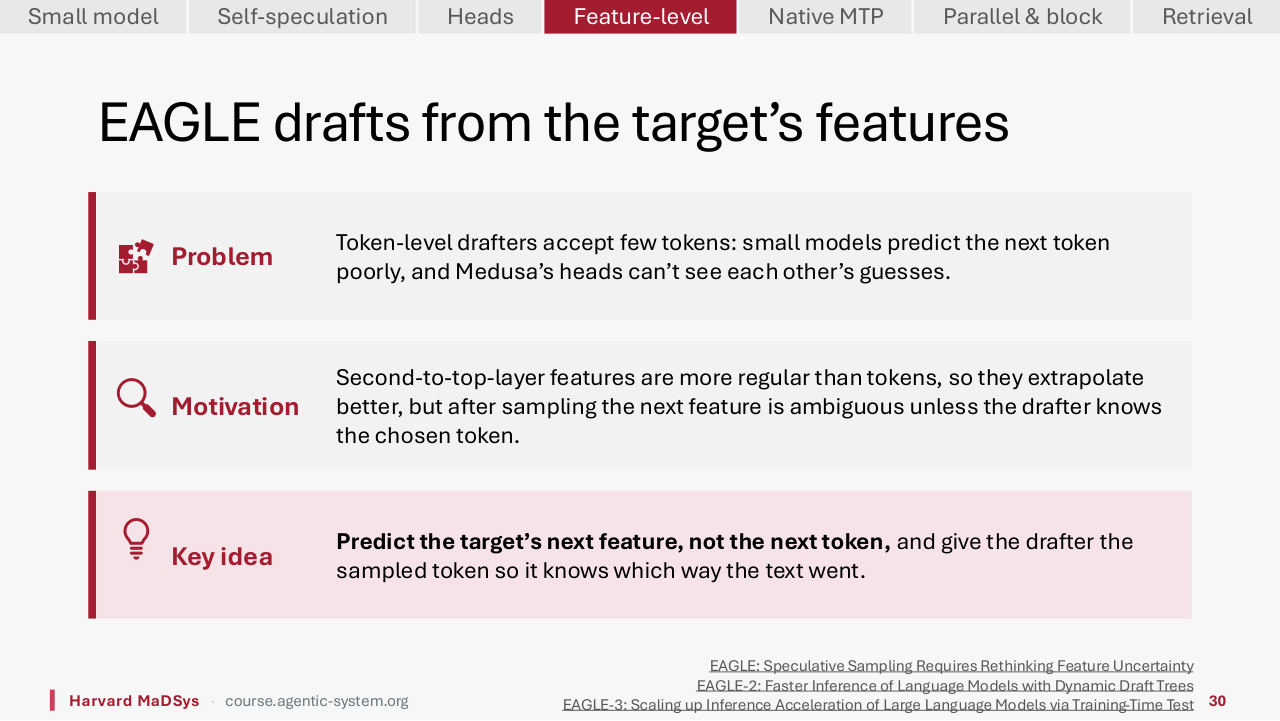 Small model
Self-speculation
Heads
Feature-level
Native MTP
Parallel & block
Retrieval
EAGLE drafts from the target’s features
Problem
Token-level drafters accept few tokens: small models predict the next token
poorly, and Medusa’s heads can’t see each other’s guesses.
Motivation
Second-to-top-layer features are more regular than tokens, so they extrapolate
better, but after sampling the next feature is ambiguous unless the drafter knows
the chosen token.
Key idea
Predict the target’s next feature, not the next token, and give the drafter the
sampled token so it knows which way the text went.
EAGLE: Speculative Sampling Requires Rethinking Feature Uncertainty
EAGLE-2: Faster Inference of Language Models with Dynamic Draft Trees
EAGLE-3: Scaling up Inference Acceleration of Large Language Models via Training-Time Test
Harvard MaDSys · course.agentic-system.org
30